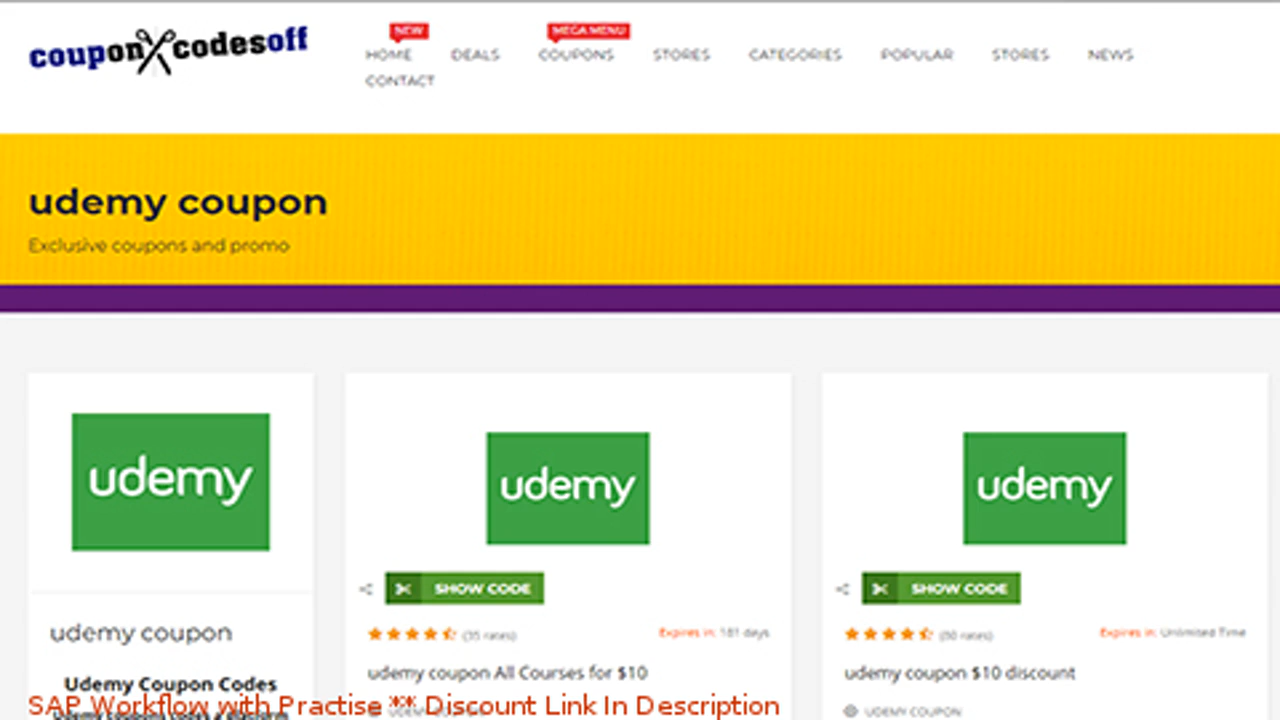 couponXcodesoff
NEW
MEGA MENU
HOME DEALS COUPONS STORES CATEGORIES POPULAR STORES NEWS
CONTACT
udemy coupon
Exclusive coupons and promo
udemy
udemy coupon
Udemy Coupon Codes
udemy
SHOW CODE
(35 rates)
Expires in: 181 days
udemy coupon All Courses for $10
UDEMY COUPON
udemy
SHOW CODE
(80 rates)
Expires in: Unlimited Time
udemy coupon $10 discount
UDEMY COUPON
SAP Workflow with Practise ** Discount Link In Description